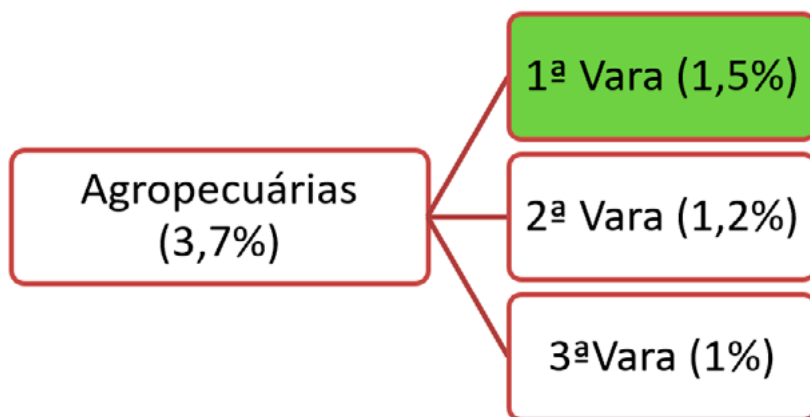 Agropecuárias
(3,7%)
1ª Vara (1,5%)
2ª Vara (1,2%)
3ªVara (1%)